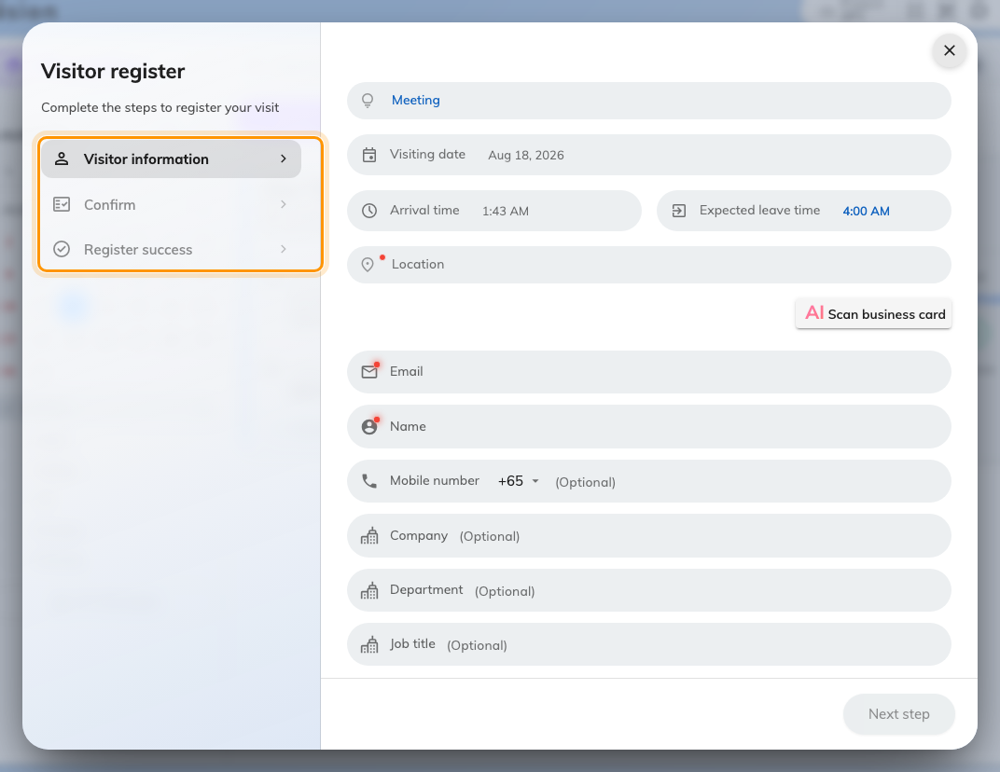 Visitor register
Complete the steps to register your visit
Visitor information
Confirm
Register success
Meeting
Visiting date Aug 18, 2026
Arrival time 1:43 AM
Expected leave time 4:00 AM
Location
AI Scan business card
Email
Name
Mobile number +65 (Optional)
Company (Optional)
Department (Optional)
Job title (Optional)
Next step